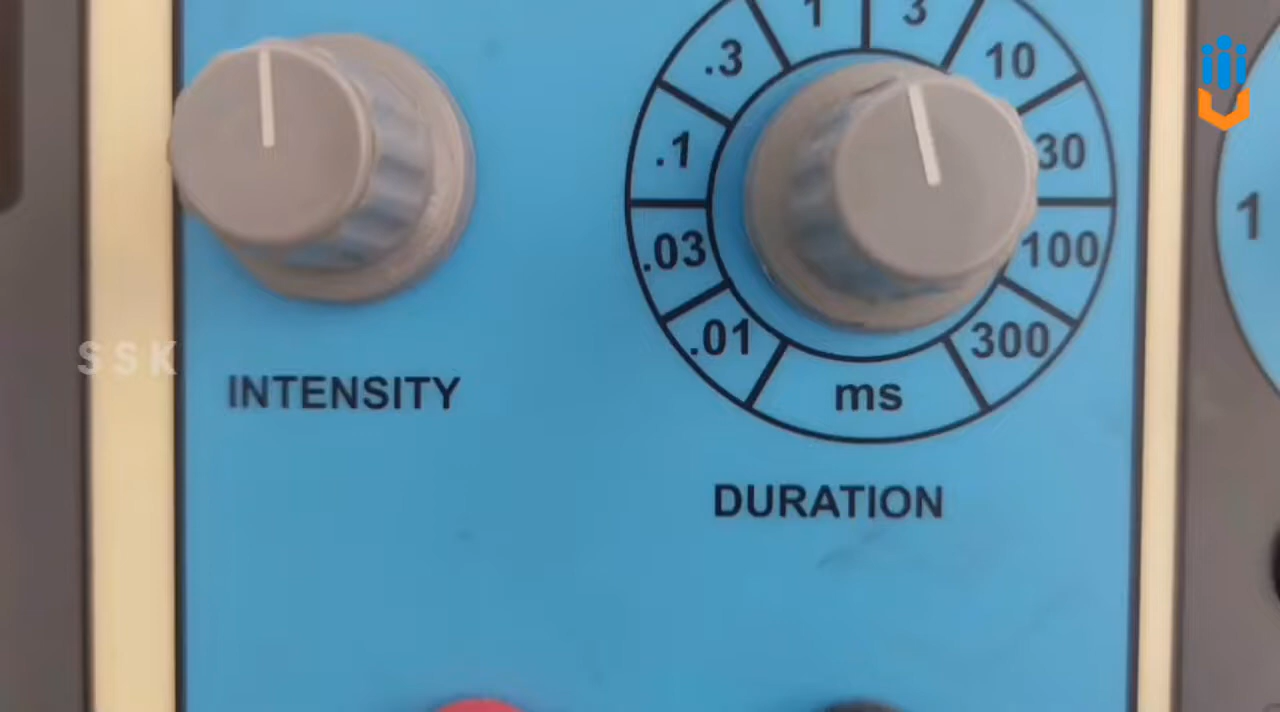 1 3
.3 10
.1 30
.03 100
.01 300
ms
INTENSITY
DURATION
1
SSK